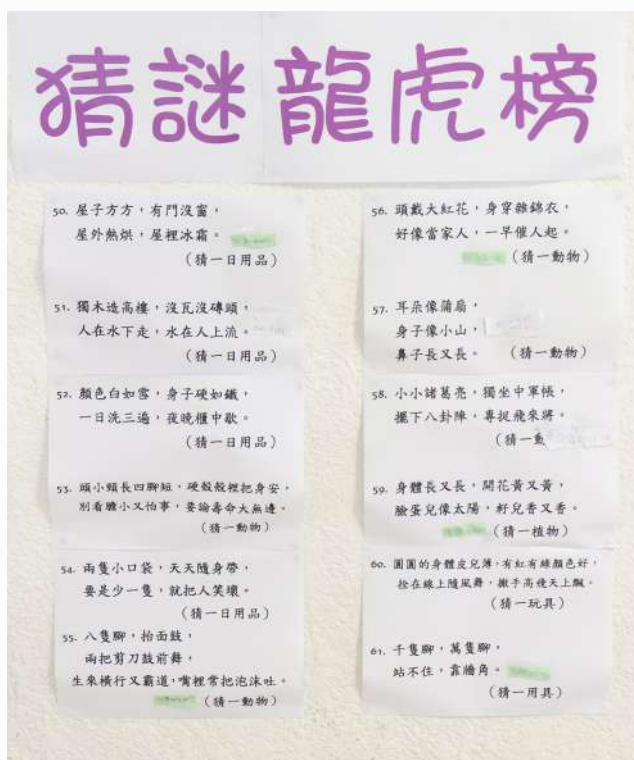 猜謎龍虎榜
50. 屋子方方，有門沒窗，
屋外熱烘，屋裡冰霜。
(猜一日用品)
51. 獨木造高樓，沒瓦沒磚頭，
人在水下走，水在人上流。
(猜一日用品)
52. 顏色白如雪，身子硬如鐵，
一日洗三遍，夜晚櫃中歇。
(猜一日用品)
53. 頭小頸長四腳短，硬殼殼裡把身安，
別看膽小又怕事，要論壽命大無邊。
(猜一動物)
54. 兩隻小口袋，天天隨身帶，
要是少一隻，就把人笑壞。
(猜一日用品)
55. 八隻腳，抬面鼓，
兩把剪刀鼓前舞，
生來橫行又霸道，嘴裡常把泡沫吐。
(猜一動物)
56. 頭戴大紅花，身穿雜錦衣，
好像當家人，一早催人起。
(猜一動物)
57. 耳朵像蒲扇，
身子像小山，
鼻子長又長。 (猜一動物)
58. 小小諸葛亮，獨坐中軍帳，
擺下八卦陣，專捉飛來將。
(猜一
59. 身體長又長，開花黃又黃，
臉蛋兒像太陽，籽兒香又香。
(猜一植物)
60. 圓圓的身體皮兒薄，有紅有綠顏色好，
拴在線上隨風舞，撒手高飛天上飄。
(猜一玩具)
61. 千隻腳，萬隻腳，
站不住，靠牆角。
(猜一用具)